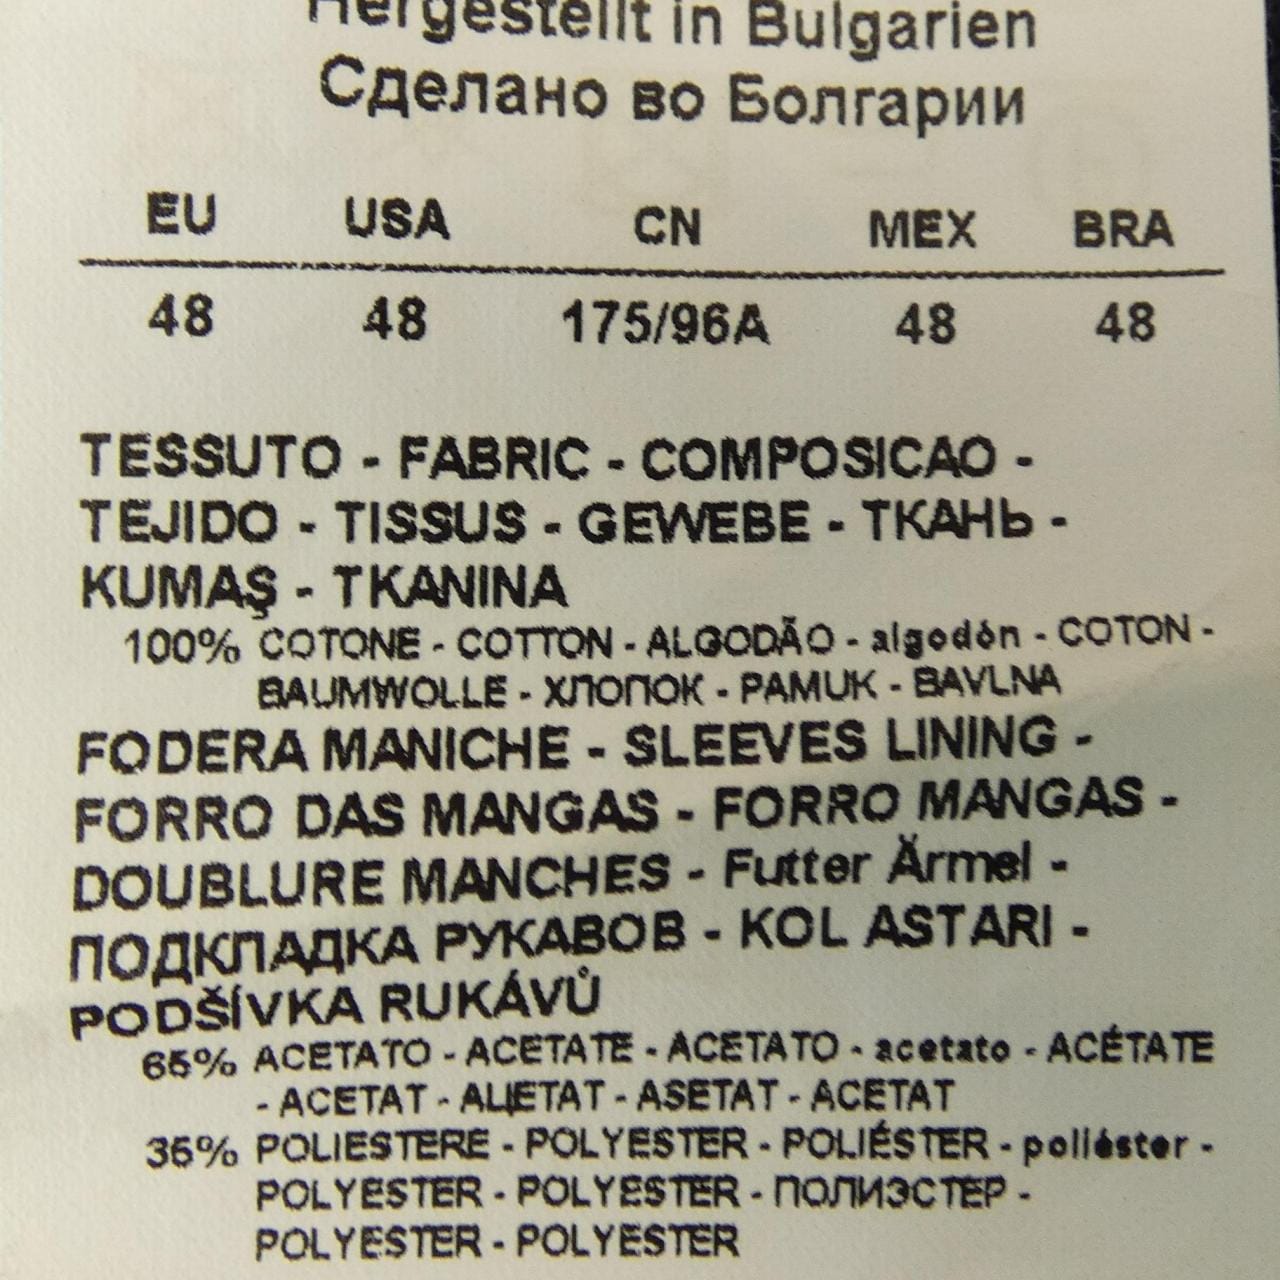 Hergestellt in Bulgarien
Сделано во Болгарии
EU USA CN MEX BRA
48 48 175/96A 48 48
TESSUTO - FABRIC - COMPOSICAO -
TEJIDO - TISSUS - GEWEBE - ТКАНЬ -
KUMAŞ - TKANINA
100% COTONE - COTTON - ALGODÃO - algodón - COTON -
BAUMWOLLE - ХЛОПОК - PAMUK - BAVLNA
FODERA MANICHE - SLEEVES LINING -
FORRO DAS MANGAS - FORRO MANGAS -
DOUBLURE MANCHES - Futter Ärmel -
ПОДКЛАДКА РУКАВОВ - KOL ASTARI -
PODŠÍVKA RUKÁVŮ
65% ACETATO - ACETATE - ACETATO - acetato - ACÉTATE
- ACETAT - АЦЕТАТ - ASETAT - ACETAT
35% POLIESTERE - POLYESTER - POLIÉSTER - poliéster -
POLYESTER - POLYESTER - ПОЛИЭСТЕР -
POLYESTER - POLYESTER